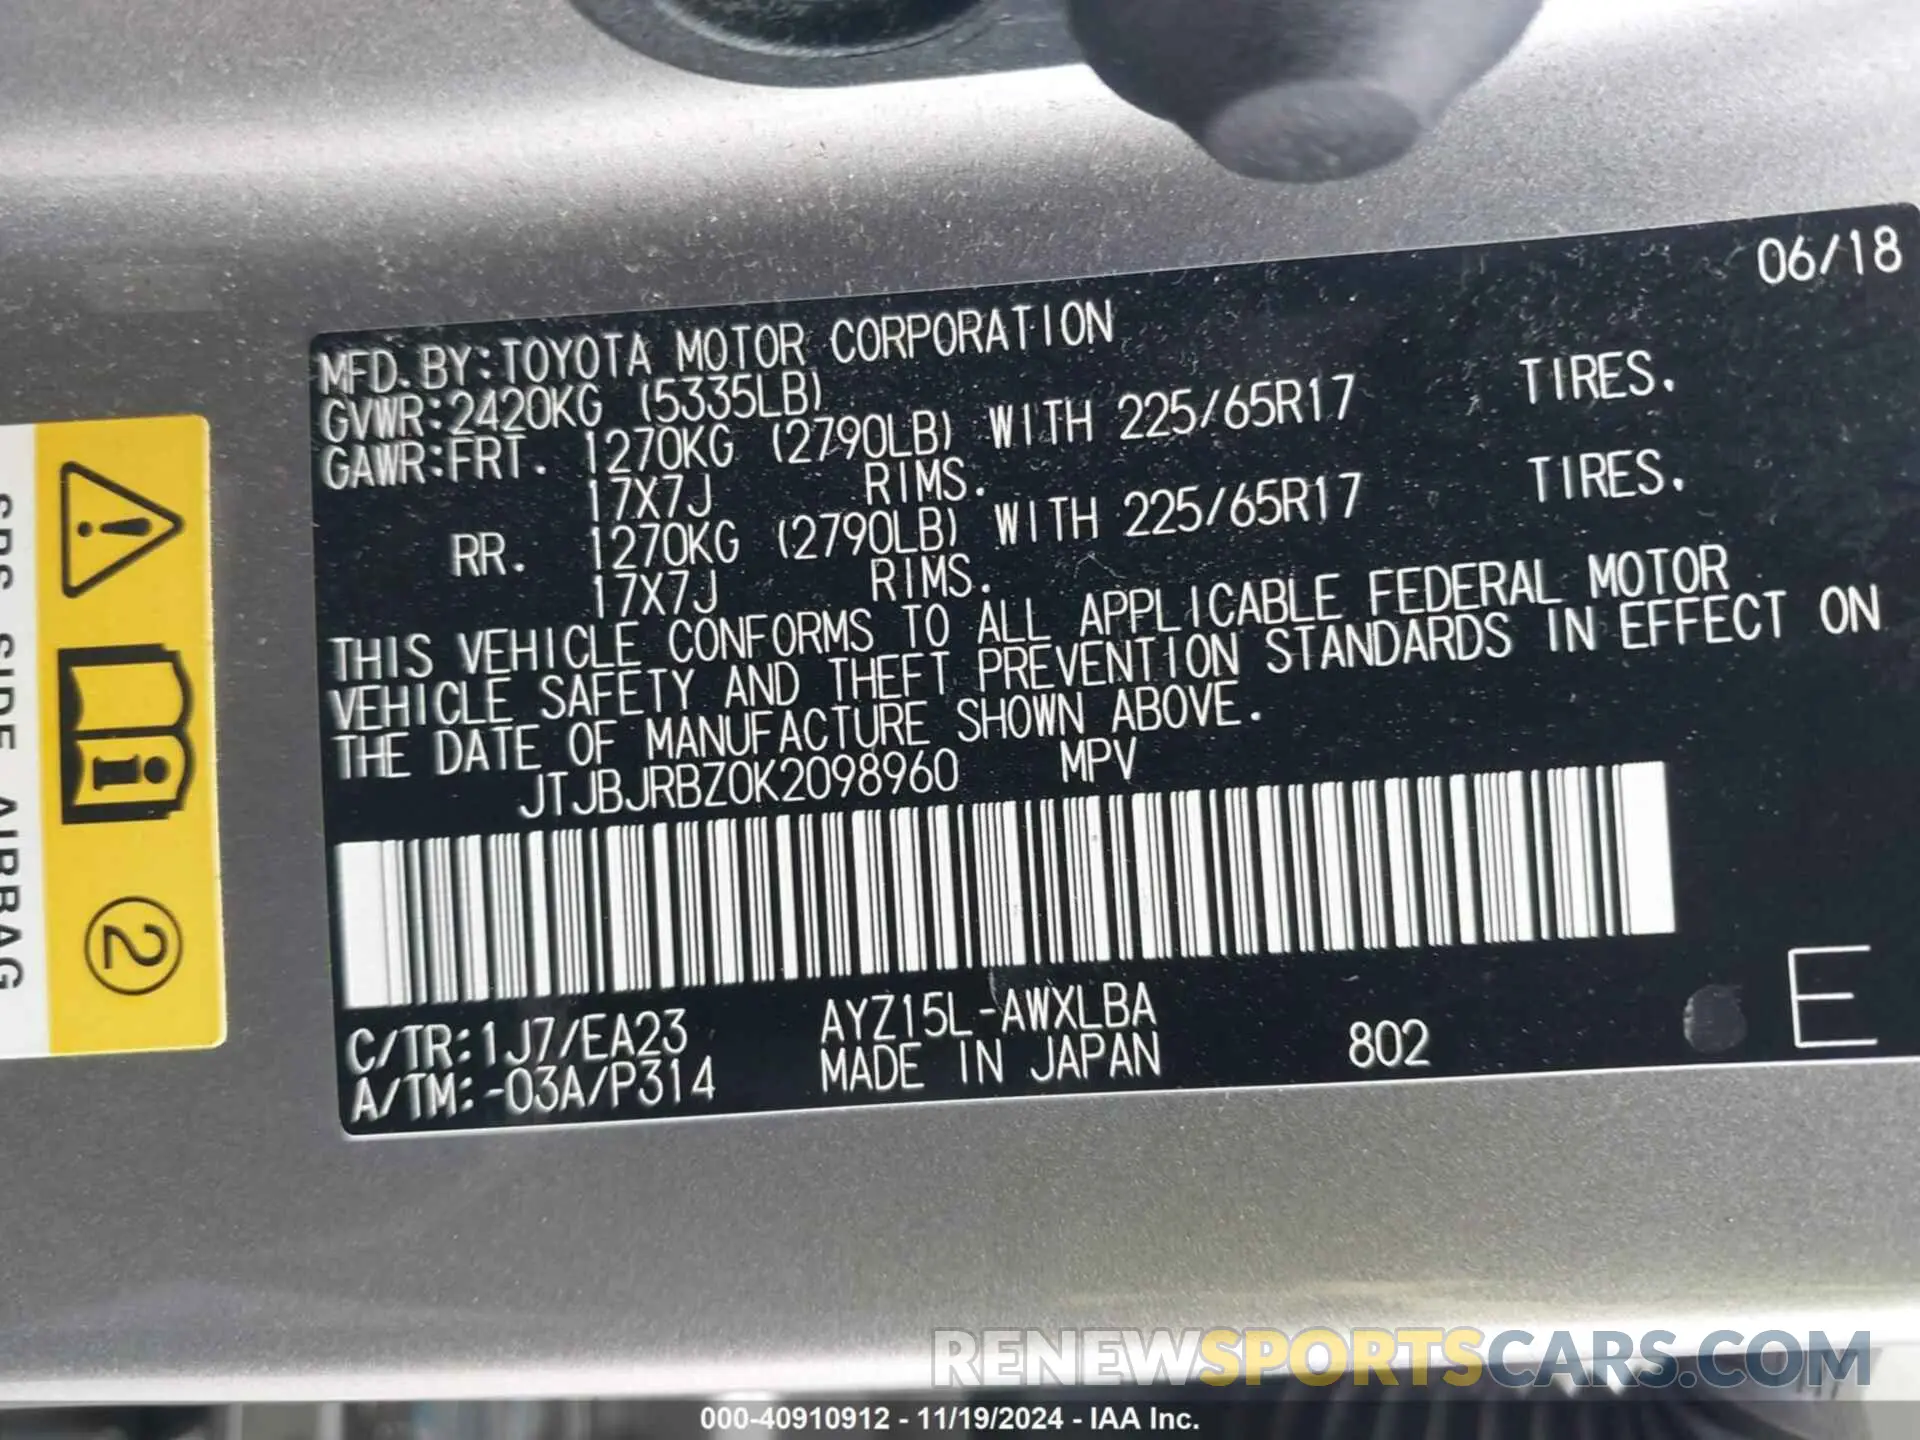 06/18
MFD. BY:TOYOTA MOTOR CORPORATION
GVWR:2420KG (5335LB)
GAWR:FRT. 1270KG (2790LB) WITH 225/65R17 TIRES.
17X7J RIMS.
RR. 1270KG (2790LB) WITH 225/65R17 TIRES.
17X7J RIMS.
THIS VEHICLE CONFORMS TO ALL APPLICABLE FEDERAL MOTOR
VEHICLE SAFETY AND THEFT PREVENTION STANDARDS IN EFFECT ON
THE DATE OF MANUFACTURE SHOWN ABOVE.
JTJBJRBZ0K2098960 MPV
C/TR:1J7/EA23 AYZ15L-AWXLBA
A/TM:-03A/P314 MADE IN JAPAN 802 E
SRS SIDE AIRBAG
2
RENEWSPORTSCARS.COM
000-40910912 - 11/19/2024 - IAA Inc.